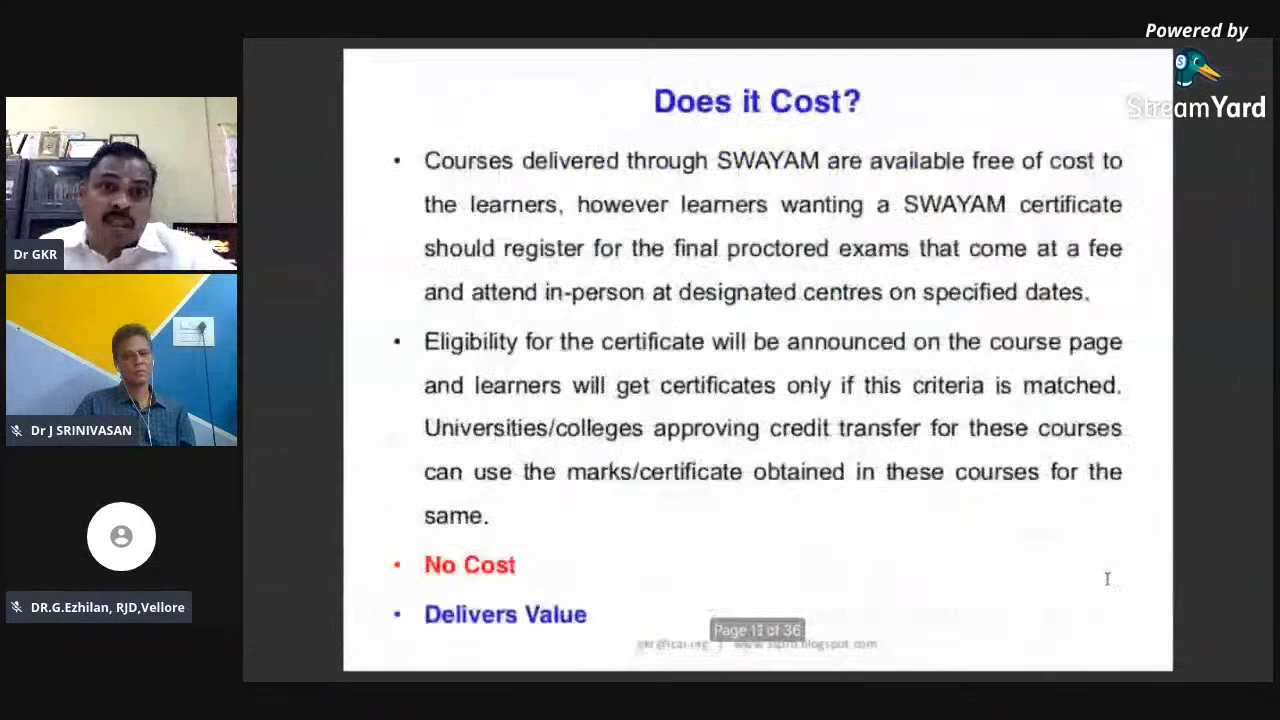 Powered by
StreamYard
Does it Cost?
• Courses delivered through SWAYAM are available free of cost to
the learners, however learners wanting a SWAYAM certificate
should register for the final proctored exams that come at a fee
and attend in-person at designated centres on specified dates.
• Eligibility for the certificate will be announced on the course page
and learners will get certificates only if this criteria is matched.
Universities/colleges approving credit transfer for these courses
can use the marks/certificate obtained in these courses for the
same.
• No Cost
• Delivers Value
Page of 36
Dr GKR
Dr J SRINIVASAN
DR.G.Ezhilan, RJD,Vellore